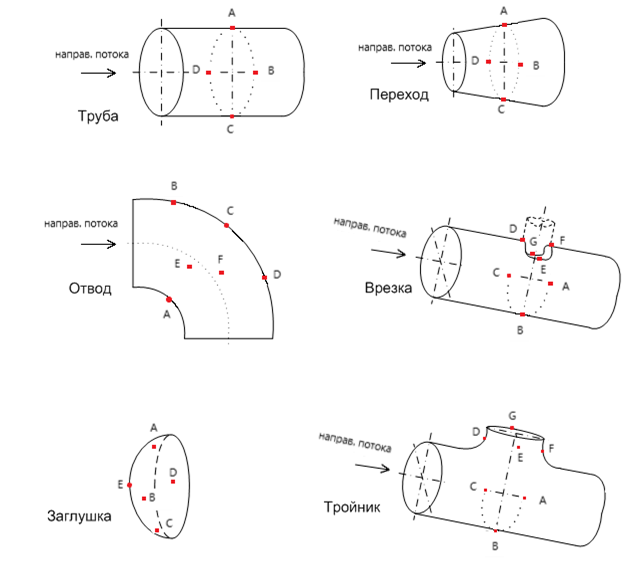 A
направ. потока
D
B
Труба
C
A
направ. потока
D
B
Переход
C
B
C
направ. потока
E
F
D
Отвод
A
направ. потока
D
G
F
E
C
A
Врезка
B
A
D
E
B
C
Заглушка
G
направ. потока
D
F
E
C
A
Тройник
B